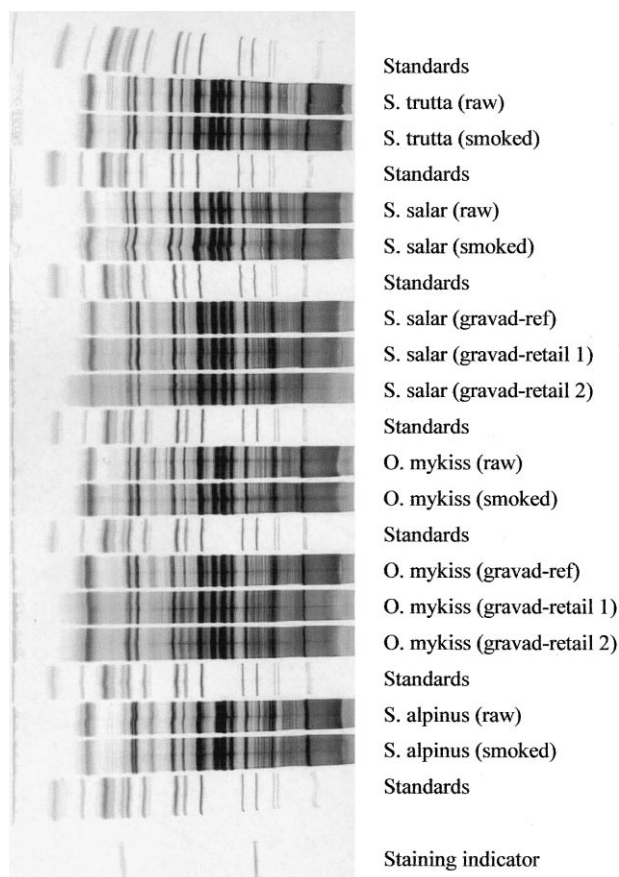 Standards
S. trutta (raw)
S. trutta (smoked)
Standards
S. salar (raw)
S. salar (smoked)
Standards
S. salar (gravad-ref)
S. salar (gravad-retail 1)
S. salar (gravad-retail 2)
Standards
O. mykiss (raw)
O. mykiss (smoked)
Standards
O. mykiss (gravad-ref)
O. mykiss (gravad-retail 1)
O. mykiss (gravad-retail 2)
Standards
S. alpinus (raw)
S. alpinus (smoked)
Standards
Staining indicator